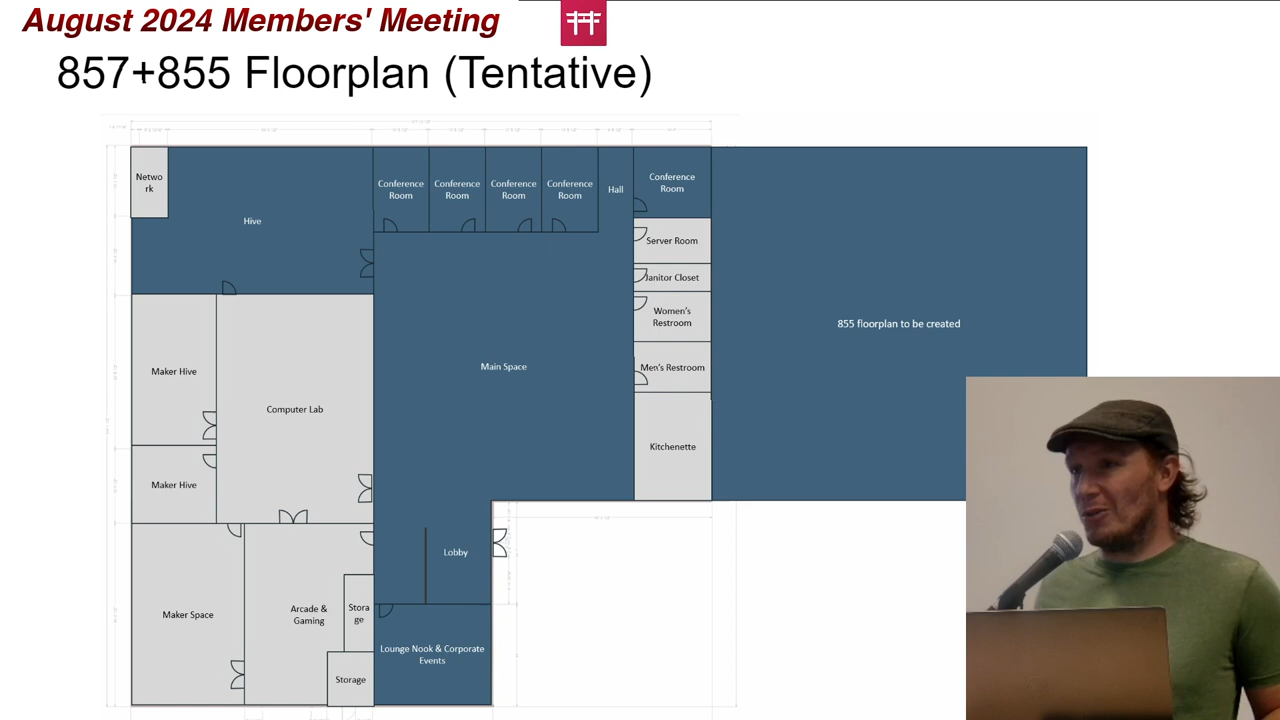 August 2024 Members' Meeting
857+855 Floorplan (Tentative)
Netwo
rk
Hive
Conference
Room
Conference
Room
Conference
Room
Conference
Room
Hall
Conference
Room
Server Room
Janitor Closet
Women's
Restroom
Men's Restroom
Kitchenette
855 floorplan to be created
Maker Hive
Computer Lab
Main Space
Maker Hive
Lobby
Maker Space
Arcade &
Gaming
Stora
ge
Storage
Lounge Nook & Corporate
Events